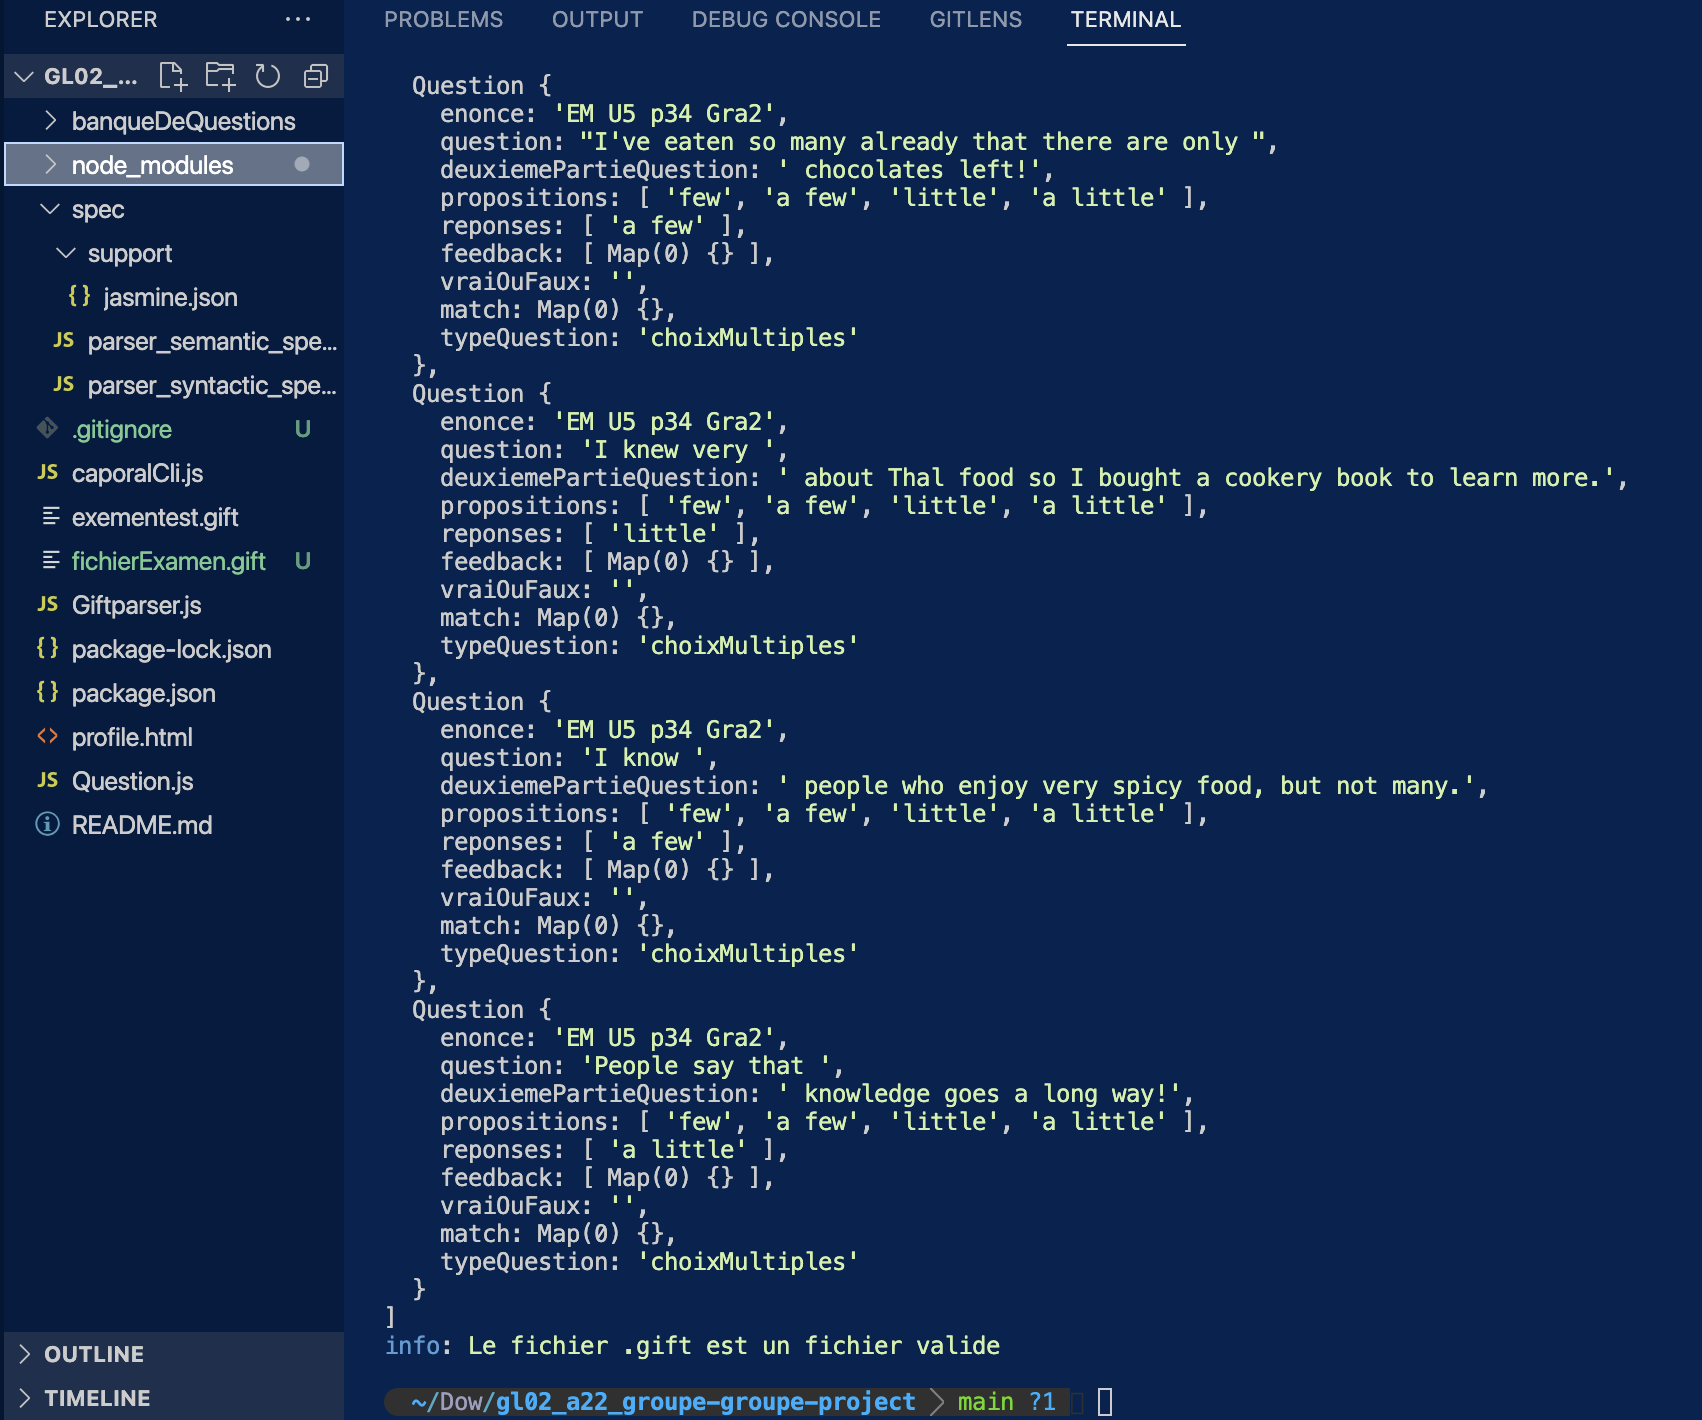 EXPLORER
GL02_...
banqueDeQuestions
node_modules
spec
support
{} jasmine.json
JS parser_semantic_spe...
JS parser_syntactic_spe...
.gitignore U
JS caporalCli.js
exementest.gift
fichierExamen.gift U
JS Giftparser.js
{} package-lock.json
{} package.json
<> profile.html
JS Question.js
README.md
OUTLINE
TIMELINE
PROBLEMS OUTPUT DEBUG CONSOLE GITLENS TERMINAL
Question {
enonce: 'EM U5 p34 Gra2',
question: "I've eaten so many already that there are only ",
deuxiemePartieQuestion: ' chocolates left!',
propositions: [ 'few', 'a few', 'little', 'a little' ],
reponses: [ 'a few' ],
feedback: [ Map(0) {} ],
vraiOuFaux: '',
match: Map(0) {},
typeQuestion: 'choixMultiples'
},
Question {
enonce: 'EM U5 p34 Gra2',
question: 'I knew very ',
deuxiemePartieQuestion: ' about Thal food so I bought a cookery book to learn more.',
propositions: [ 'few', 'a few', 'little', 'a little' ],
reponses: [ 'little' ],
feedback: [ Map(0) {} ],
vraiOuFaux: '',
match: Map(0) {},
typeQuestion: 'choixMultiples'
},
Question {
enonce: 'EM U5 p34 Gra2',
question: 'I know ',
deuxiemePartieQuestion: ' people who enjoy very spicy food, but not many.',
propositions: [ 'few', 'a few', 'little', 'a little' ],
reponses: [ 'a few' ],
feedback: [ Map(0) {} ],
vraiOuFaux: '',
match: Map(0) {},
typeQuestion: 'choixMultiples'
},
Question {
enonce: 'EM U5 p34 Gra2',
question: 'People say that ',
deuxiemePartieQuestion: ' knowledge goes a long way!',
propositions: [ 'few', 'a few', 'little', 'a little' ],
reponses: [ 'a little' ],
feedback: [ Map(0) {} ],
vraiOuFaux: '',
match: Map(0) {},
typeQuestion: 'choixMultiples'
}
]
info: Le fichier .gift est un fichier valide
~/Dow/gl02_a22_groupe-groupe-project main ?1